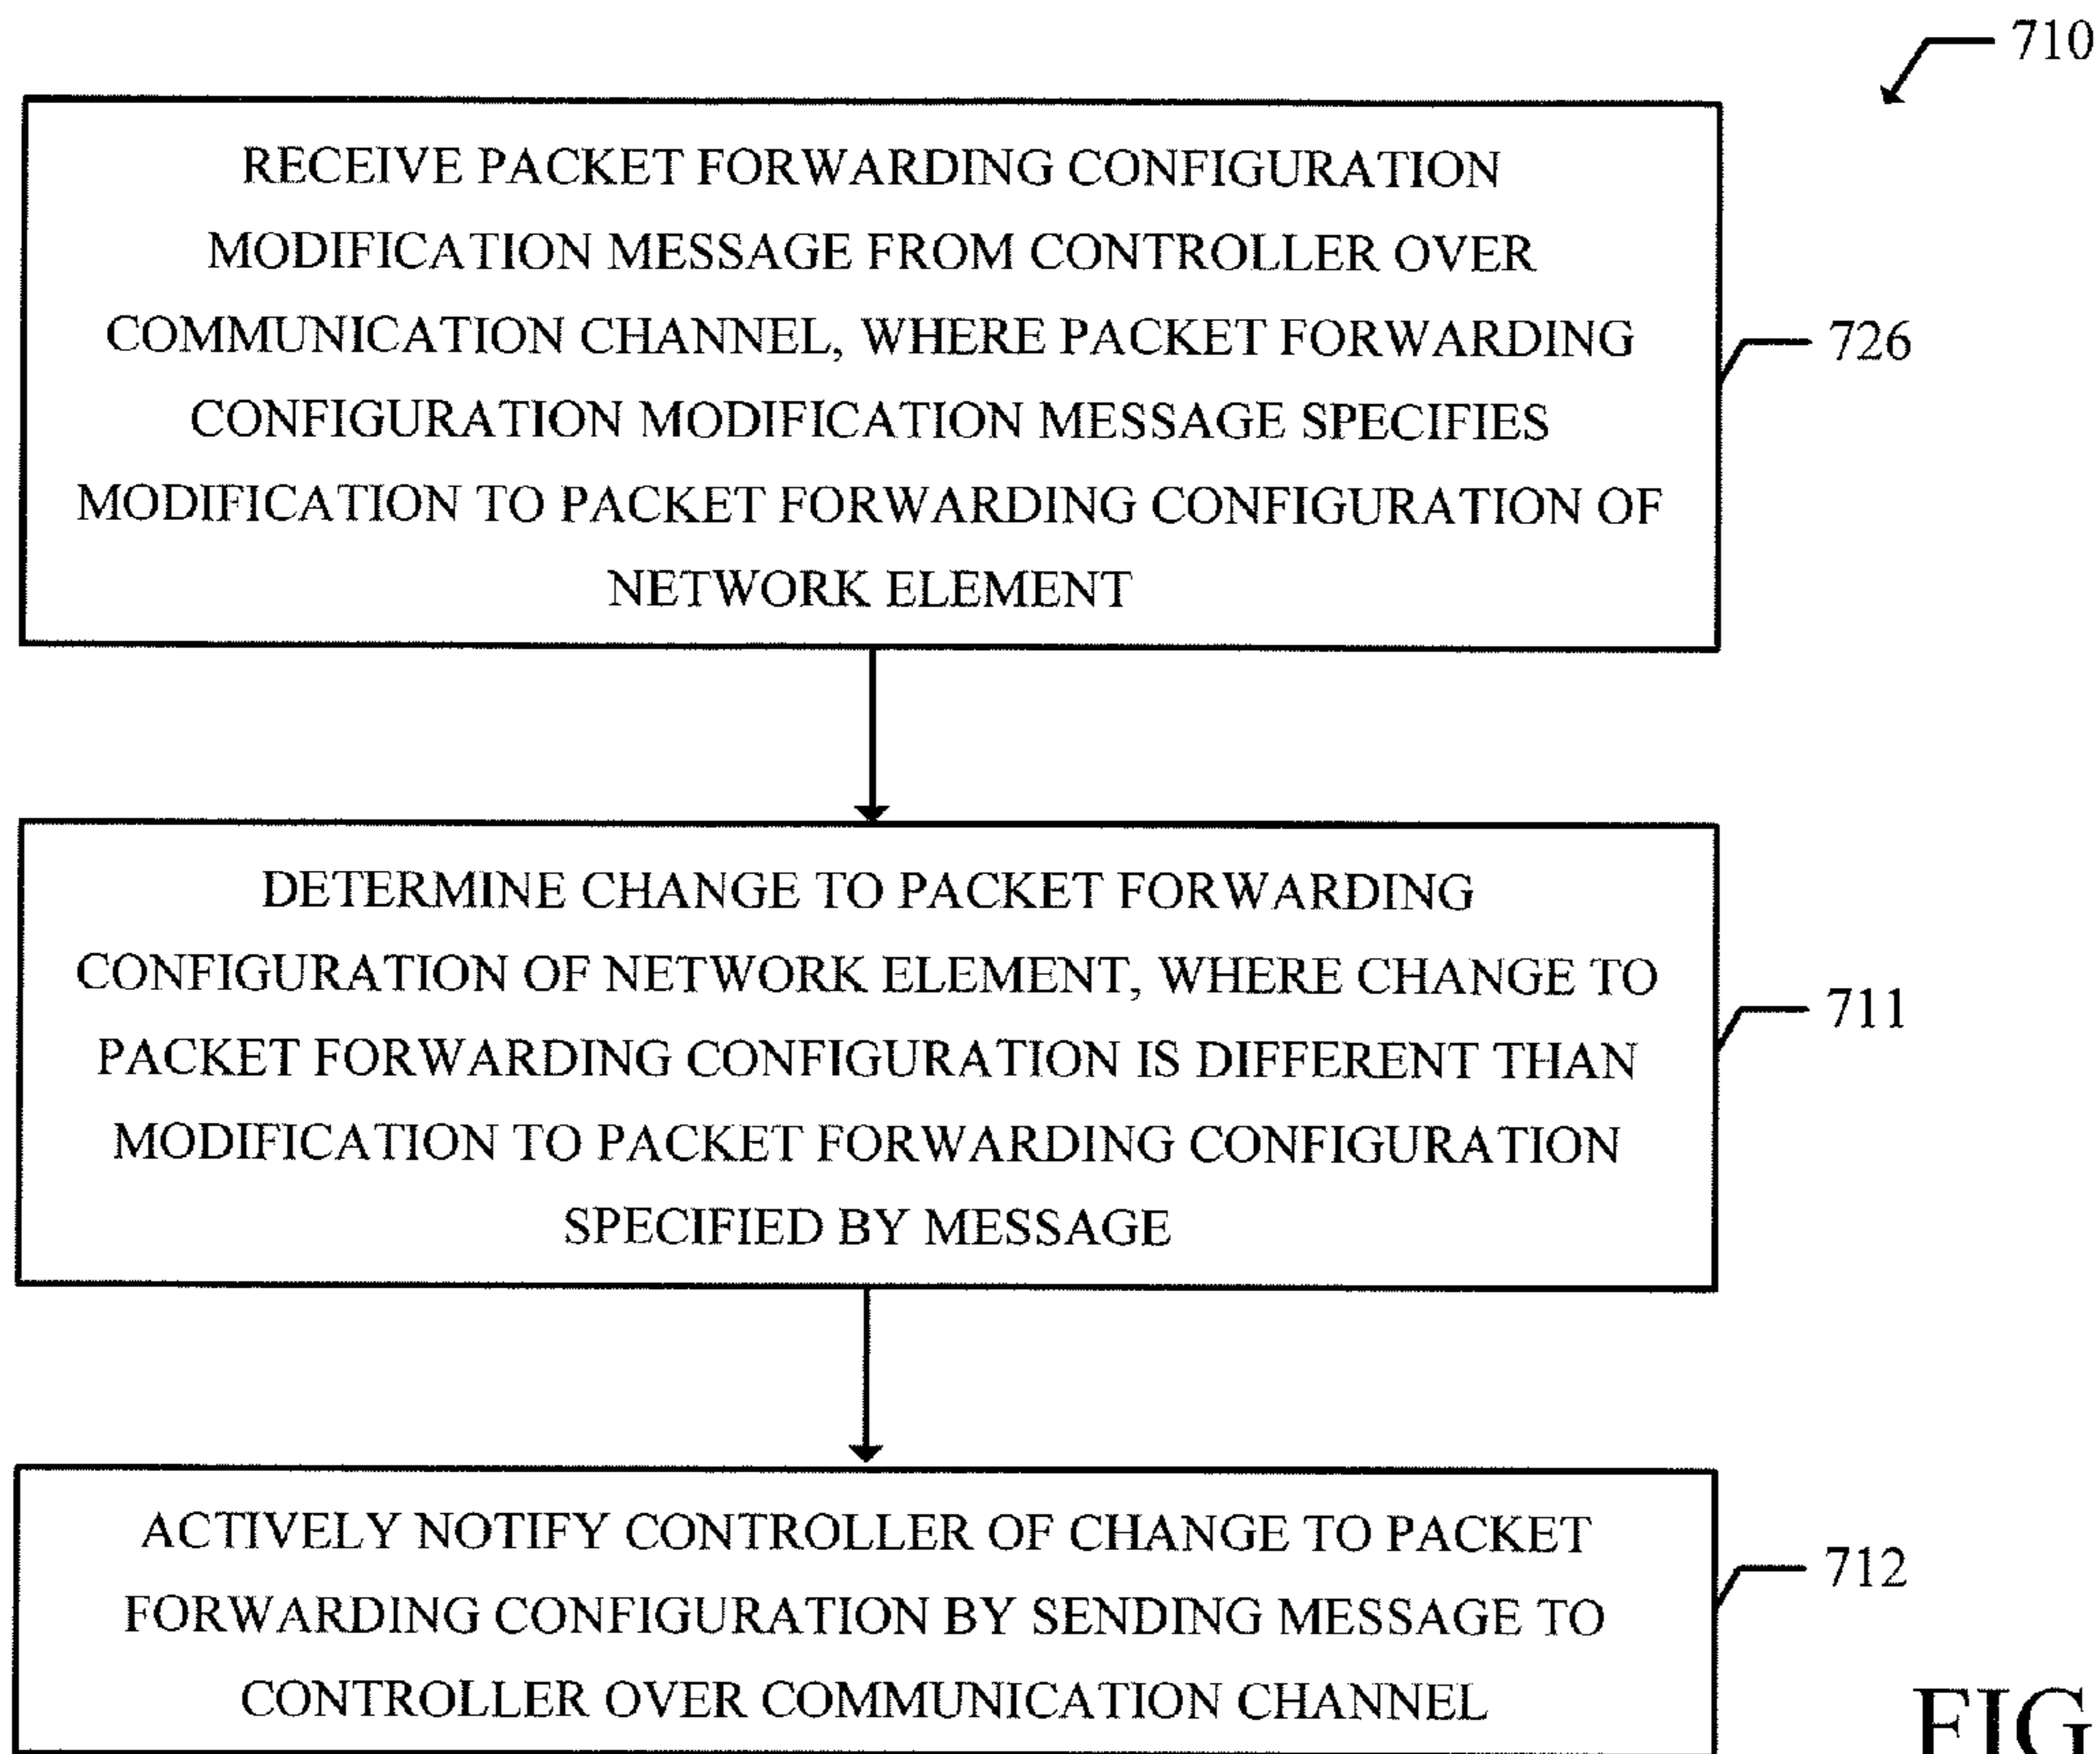 710
RECEIVE PACKET FORWARDING CONFIGURATION
MODIFICATION MESSAGE FROM CONTROLLER OVER
COMMUNICATION CHANNEL, WHERE PACKET FORWARDING
CONFIGURATION MODIFICATION MESSAGE SPECIFIES
MODIFICATION TO PACKET FORWARDING CONFIGURATION OF
NETWORK ELEMENT
726
DETERMINE CHANGE TO PACKET FORWARDING
CONFIGURATION OF NETWORK ELEMENT, WHERE CHANGE TO
PACKET FORWARDING CONFIGURATION IS DIFFERENT THAN
MODIFICATION TO PACKET FORWARDING CONFIGURATION
SPECIFIED BY MESSAGE
711
ACTIVELY NOTIFY CONTROLLER OF CHANGE TO PACKET
FORWARDING CONFIGURATION BY SENDING MESSAGE TO
CONTROLLER OVER COMMUNICATION CHANNEL
712
FIG